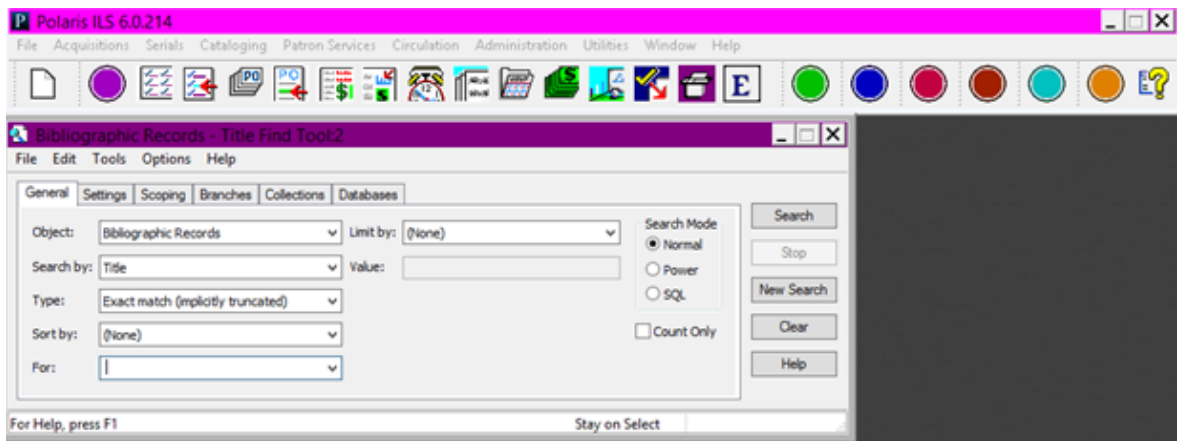 Polaris ILS 6.0.214
File Acquisitions Serials Cataloging Patron Services Circulation Administration Utilities Window Help
PO PO $ 12 $ $ E ?
Bibliographic Records - Title Find Tool:2
File Edit Tools Options Help
General Settings Scoping Branches Collections Databases
Object: Bibliographic Records Limit by: (None) Search Mode Search
Normal
Search by: Title Value: Power Stop
Type: Exact match (implicitly truncated) SQL New Search
Sort by: (None) Count Only Clear
For: Help
For Help, press F1 Stay on Select